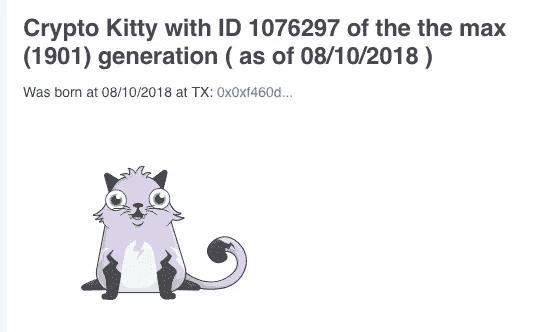 Crypto Kitty with ID 1076297 of the the max
(1901) generation ( as of 08/10/2018 )
Was born at 08/10/2018 at TX: 0x0xf460d...